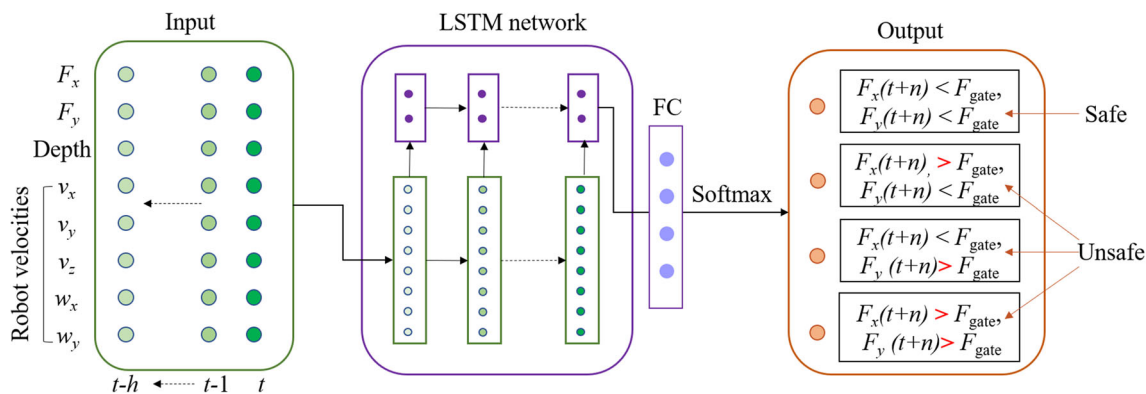 Input
LSTM network
Output
F_x
F_y
Depth
Robot velocities
v_x
v_y
v_z
w_x
w_y
t-h
t-1
t
FC
Softmax
F_x(t+n) < F_gate,
F_y(t+n) < F_gate
F_x(t+n) > F_gate,
F_y(t+n) < F_gate
F_x(t+n) < F_gate,
F_y (t+n)> F_gate
F_x(t+n) > F_gate,
F_y (t+n)> F_gate
Safe
Unsafe